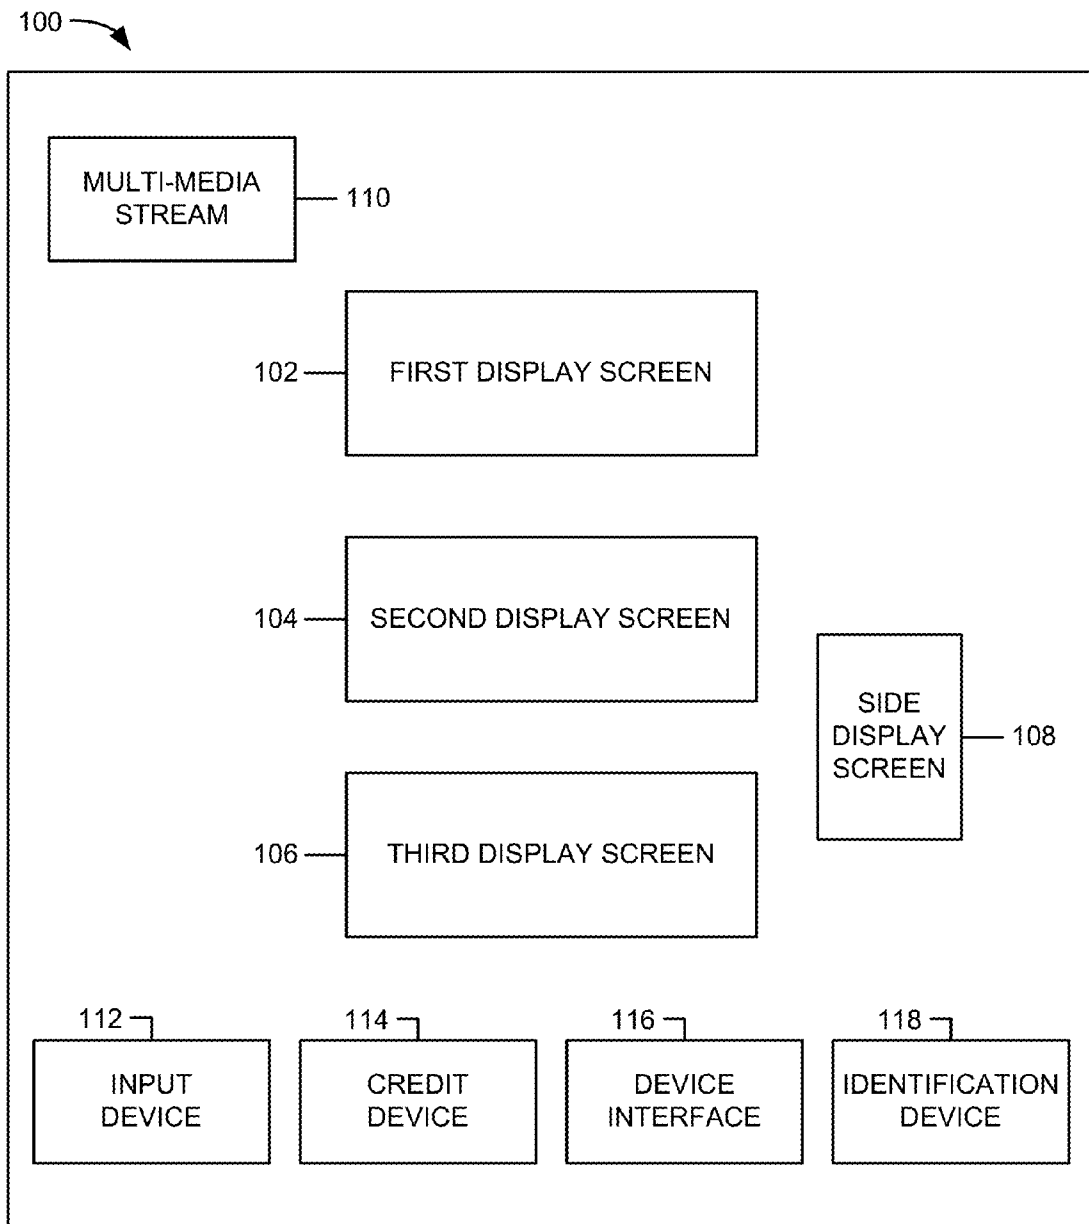 100
MULTI-MEDIA
STREAM
110
102
FIRST DISPLAY SCREEN
104
SECOND DISPLAY SCREEN
SIDE
DISPLAY
SCREEN
108
106
THIRD DISPLAY SCREEN
112
INPUT
DEVICE
114
CREDIT
DEVICE
116
DEVICE
INTERFACE
118
IDENTIFICATION
DEVICE